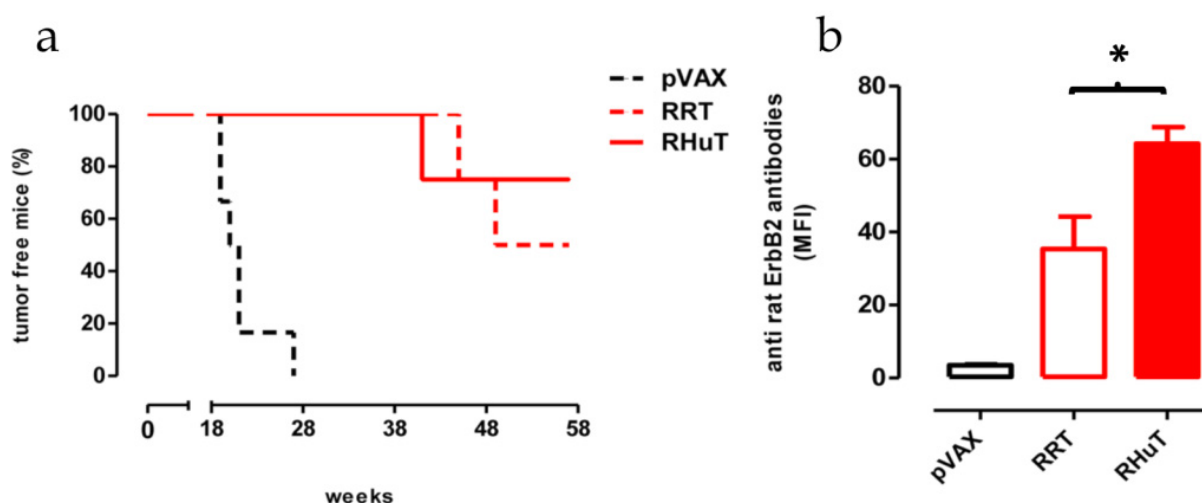 a
pVAX
RRT
RHuT
tumor free mice (%)
100
80
60
40
20
0
0 18 28 38 48 58
weeks
b
*
anti rat ErbB2 antibodies
(MFI)
80
60
40
20
0
pVAX
RRT
RHuT